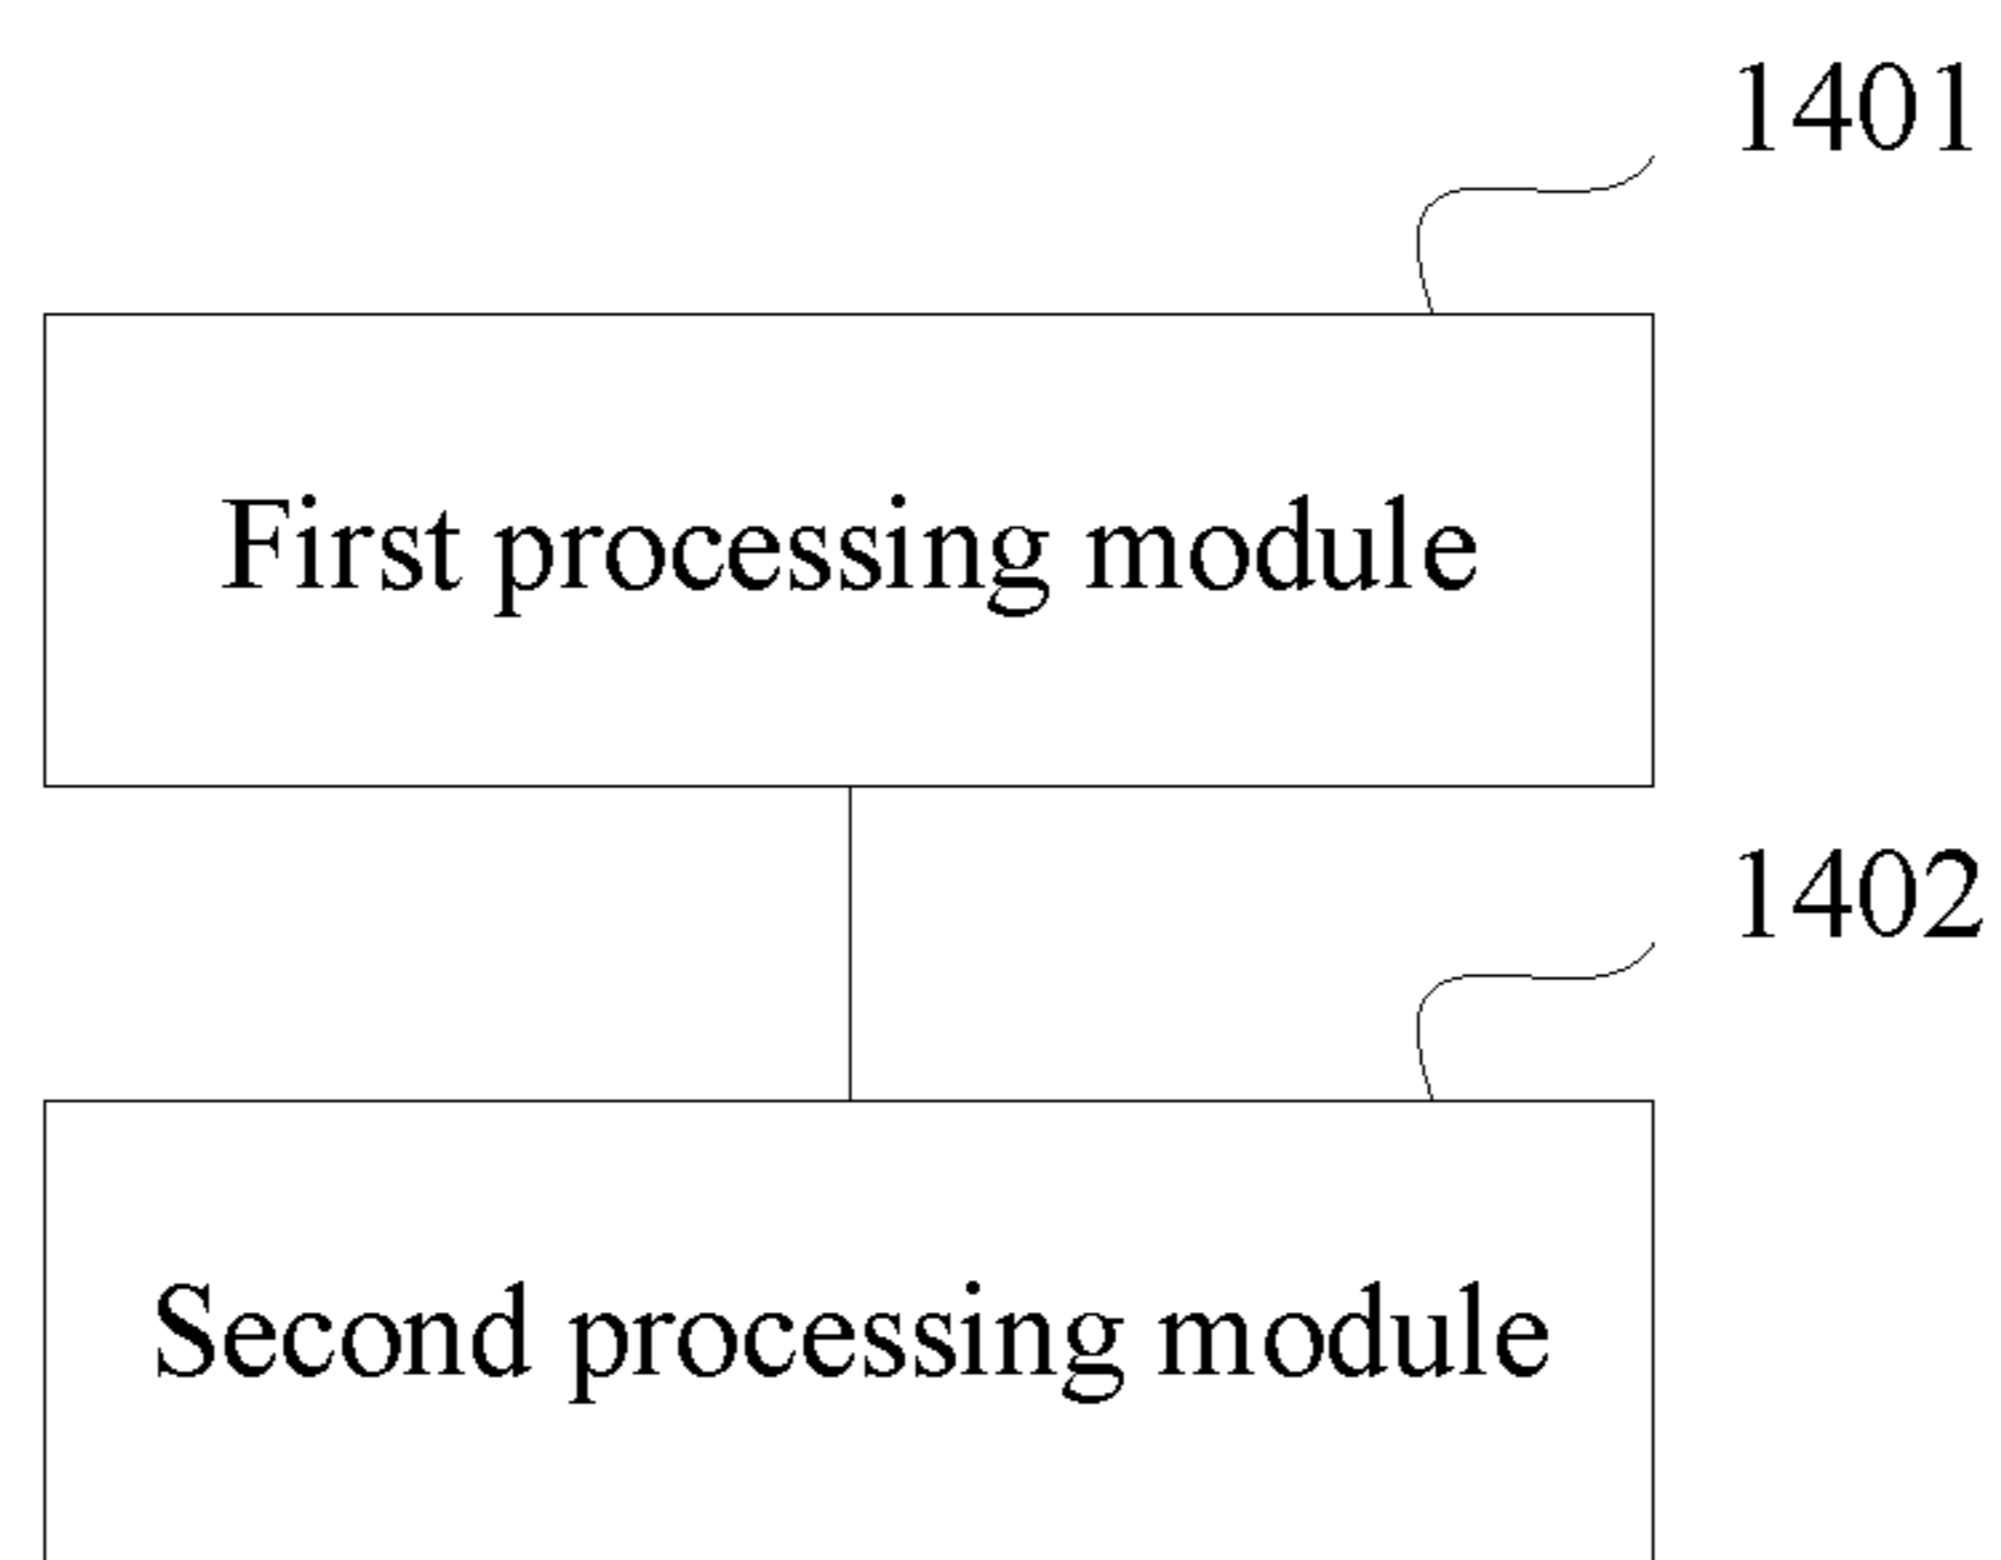 1401
First processing module
1402
Second processing module